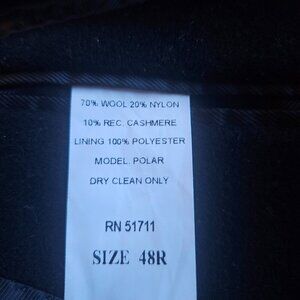 70% WOOL 20% NYLON
10% REC. CASHMERE
LINING 100% POLYESTER
MODEL. POLAR
DRY CLEAN ONLY
RN 51711
SIZE 48R